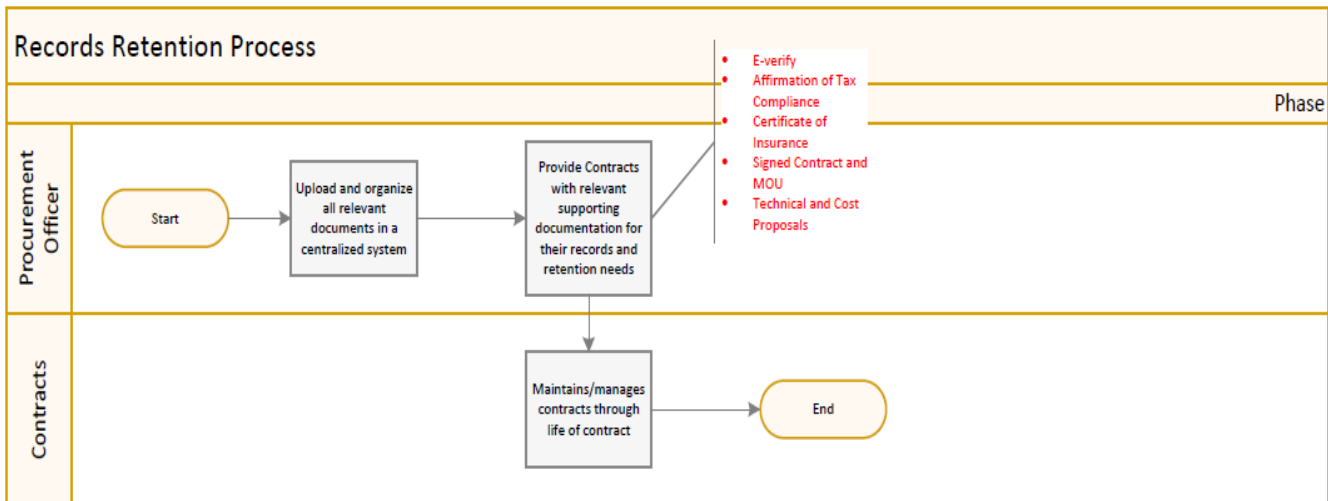 Records Retention Process
Phase
Procurement
Officer
Start
Upload and organize
all relevant
documents in a
centralized system
Provide Contracts
with relevant
supporting
documentation for
their records and
retention needs
• E-verify
• Affirmation of Tax
Compliance
• Certificate of
Insurance
• Signed Contract and
MOU
• Technical and Cost
Proposals
Contracts
Maintains/manages
contracts through
life of contract
End